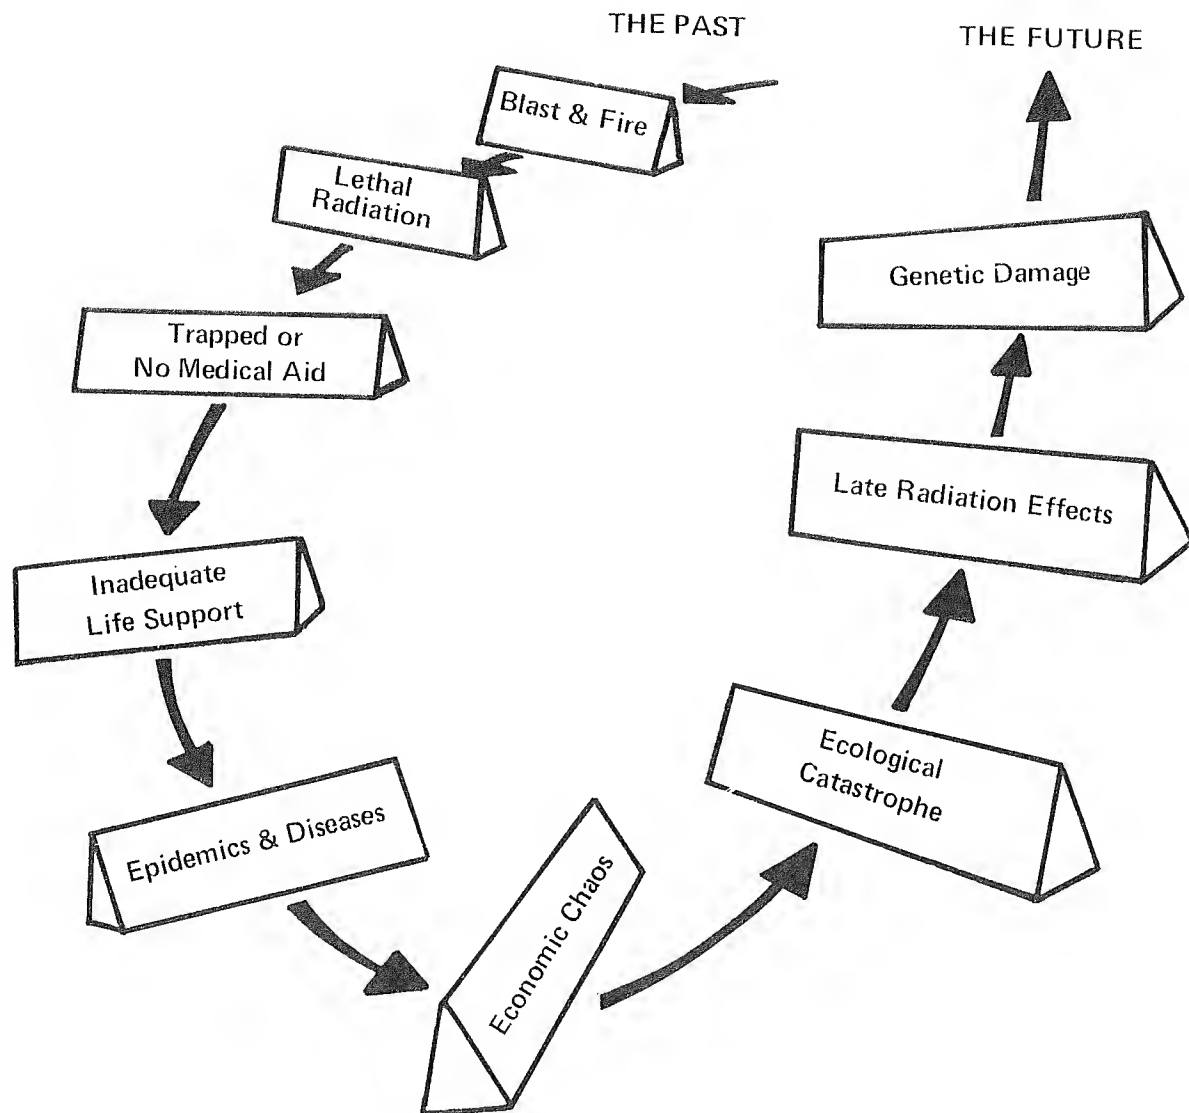 THE PAST
THE FUTURE
Blast & Fire
Lethal
Radiation
Trapped or
No Medical Aid
Inadequate
Life Support
Epidemics & Diseases
Economic Chaos
Ecological
Catastrophe
Late Radiation Effects
Genetic Damage